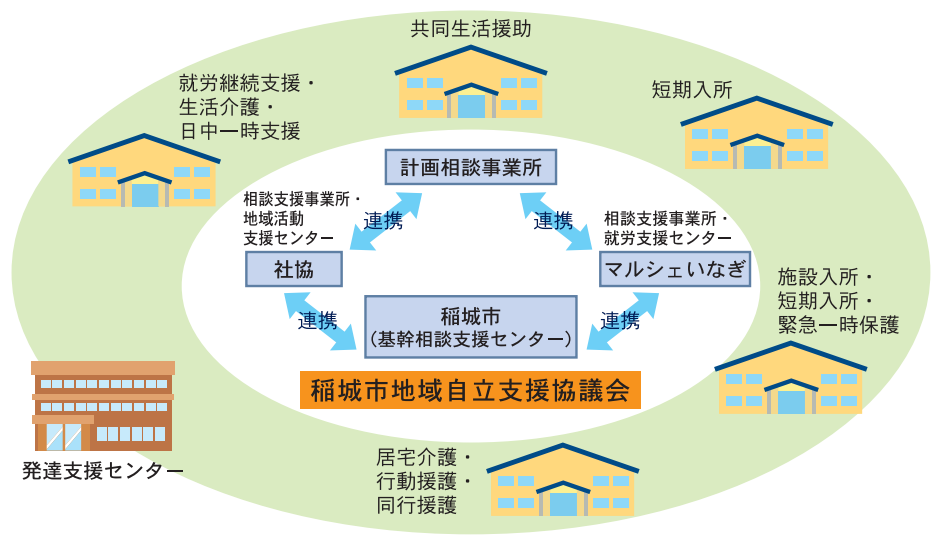 共同生活援助
就労継続支援・
生活介護・
日中一時支援
短期入所
計画相談事業所
相談支援事業所・
地域活動
支援センター
連携
連携
相談支援事業所・
就労支援センター
社協
マルシェいなぎ
施設入所・
短期入所・
緊急一時保護
連携
稲城市
(基幹相談支援センター)
連携
稲城市地域自立支援協議会
発達支援センター
居宅介護・
行動援護・
同行援護